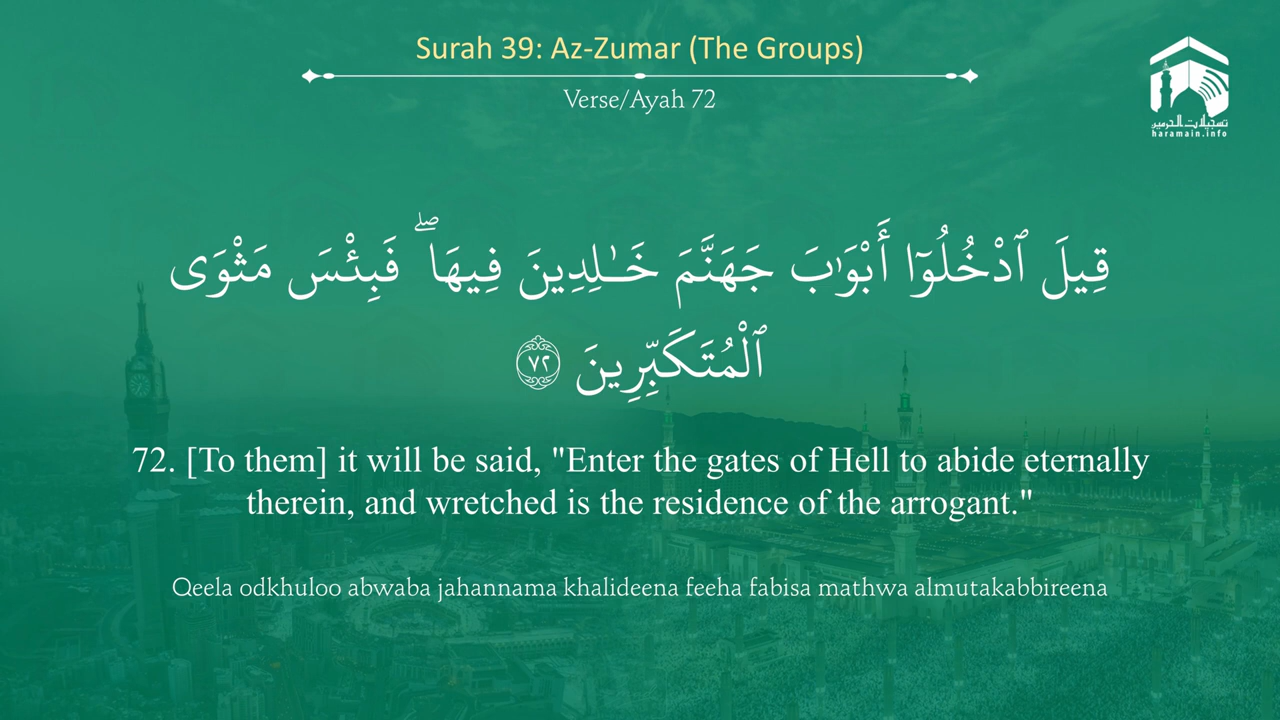 Surah 39: Az-Zumar (The Groups)
Verse/Ayah 72
تسجيلات الحرمين
haramain.info
قِيلَ ٱدْخُلُوٓا۟ أَبْوَٰبَ جَهَنَّمَ خَـٰلِدِينَ فِيهَا ۖ فَبِئْسَ مَثْوَى
ٱلْمُتَكَبِّرِينَ ٧٢
72. [To them] it will be said, "Enter the gates of Hell to abide eternally
therein, and wretched is the residence of the arrogant."
Qeela odkhuloo abwaba jahannama khalideena feeha fabisa mathwa almutakabbireena